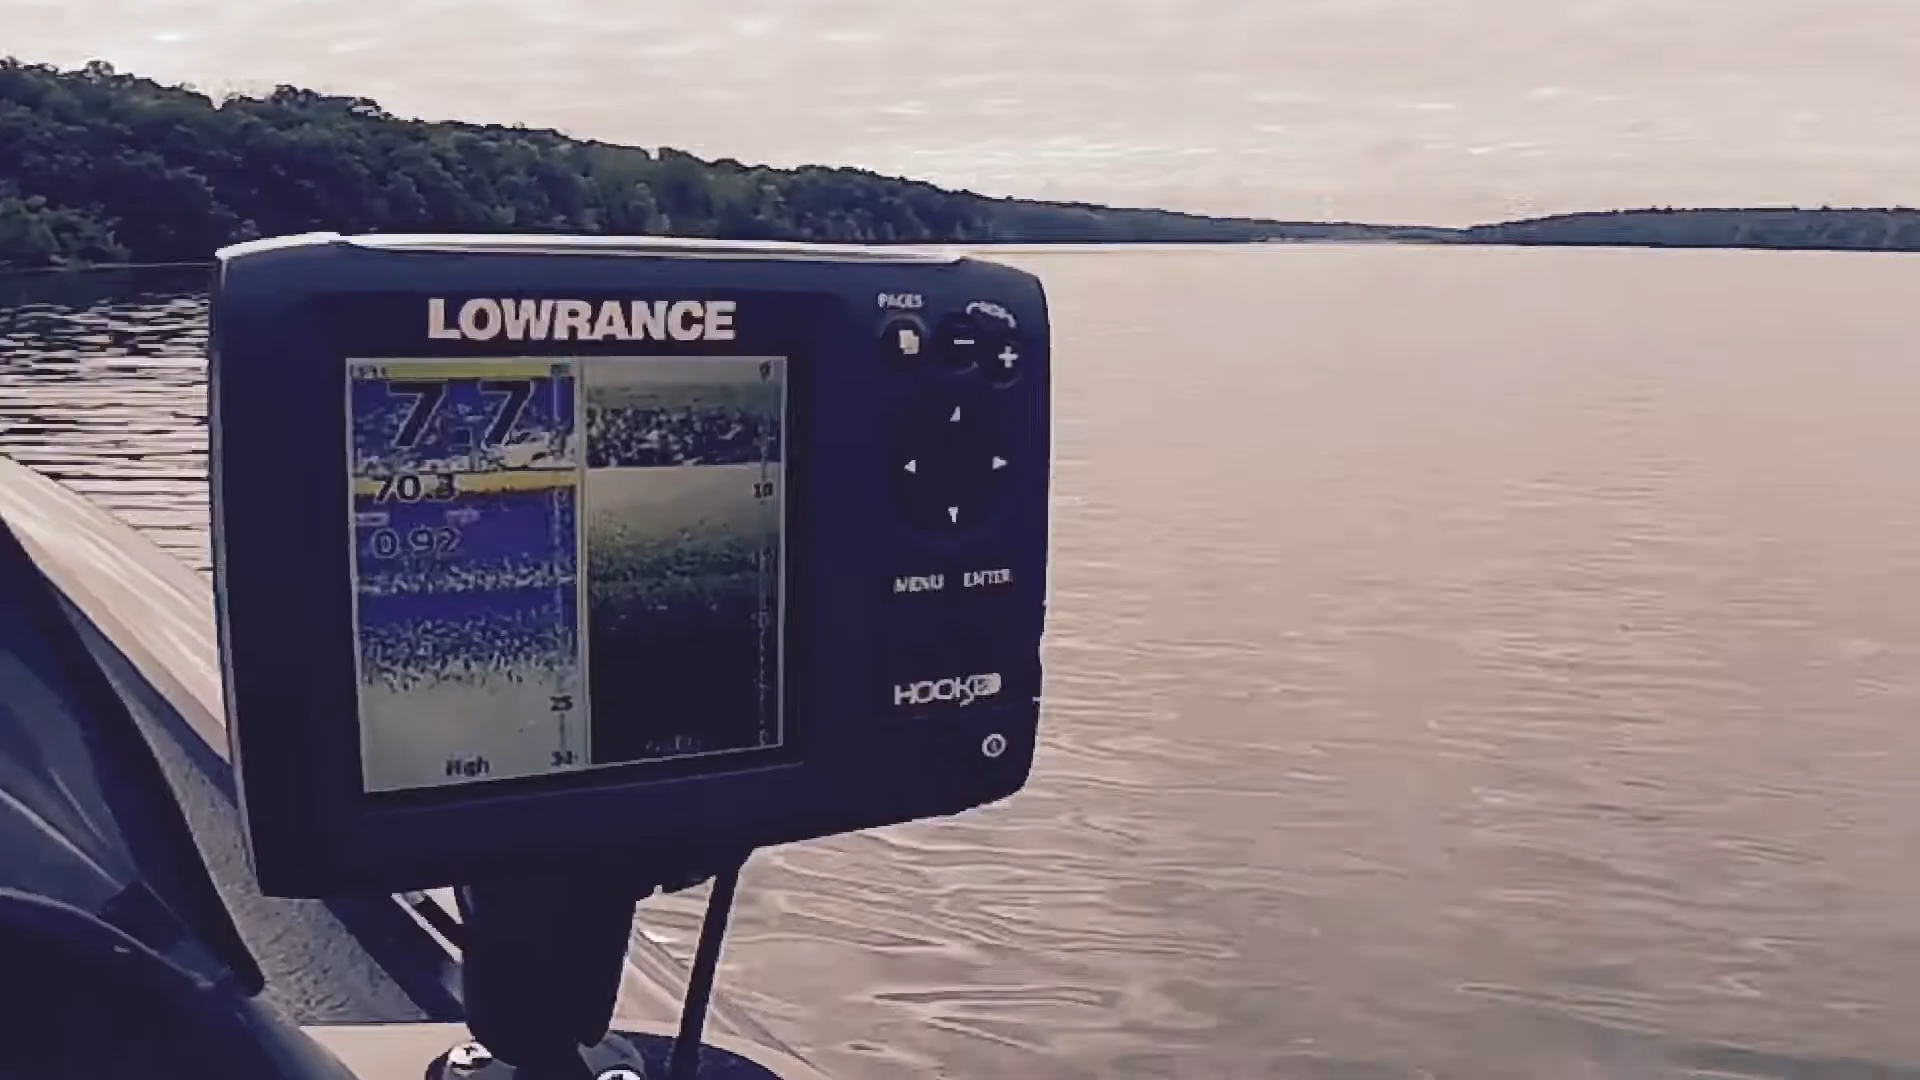 LOWRANCE
PAGES
7.7
70.3
10
0.92
MENU ENTER
HOOK
25
High